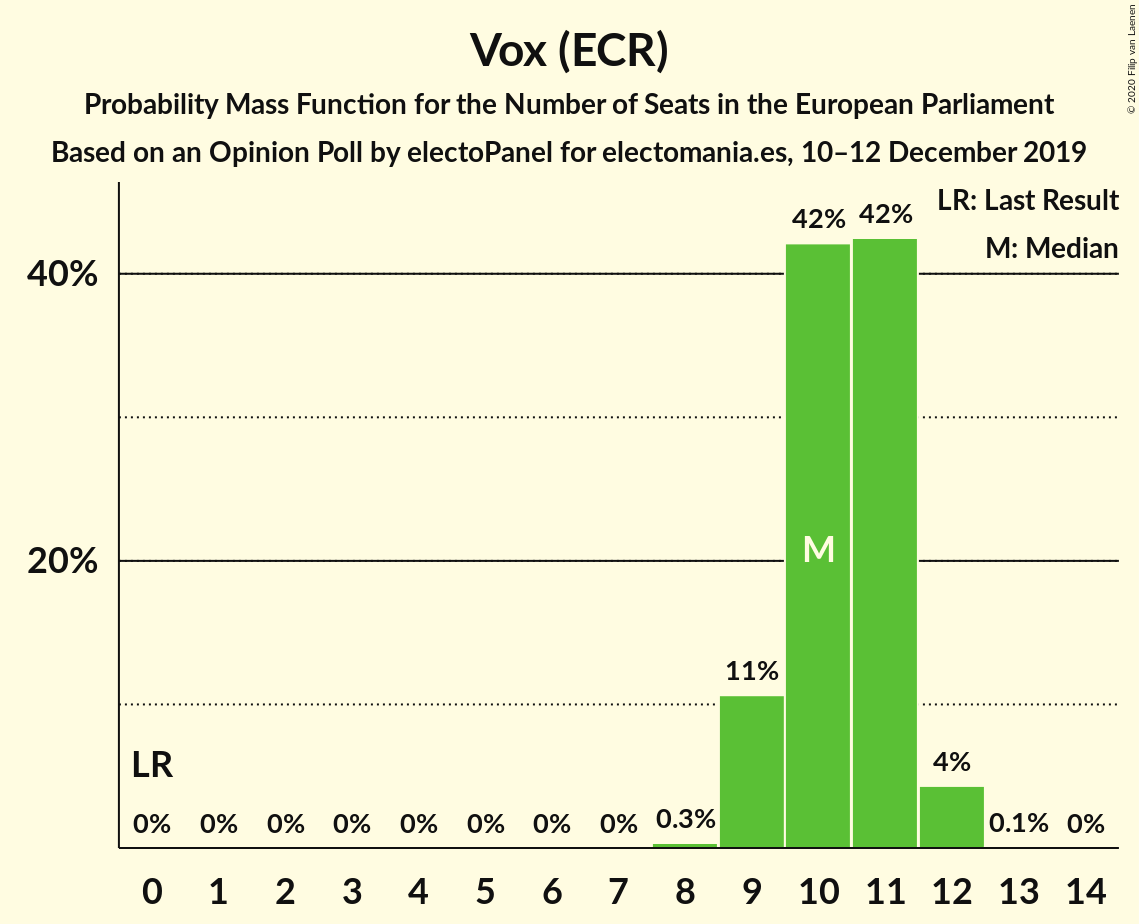 Vox (ECR)
Probability Mass Function for the Number of Seats in the European Parliament
Based on an Opinion Poll by electoPanel for electomania.es, 10–12 December 2019
© 2020 Filip van Laenen
LR: Last Result
M: Median
42% 42%
40%
M
20%
11%
LR
4%
0% 0% 0% 0% 0% 0% 0% 0% 0.3% 0.1% 0%
0 1 2 3 4 5 6 7 8 9 10 11 12 13 14